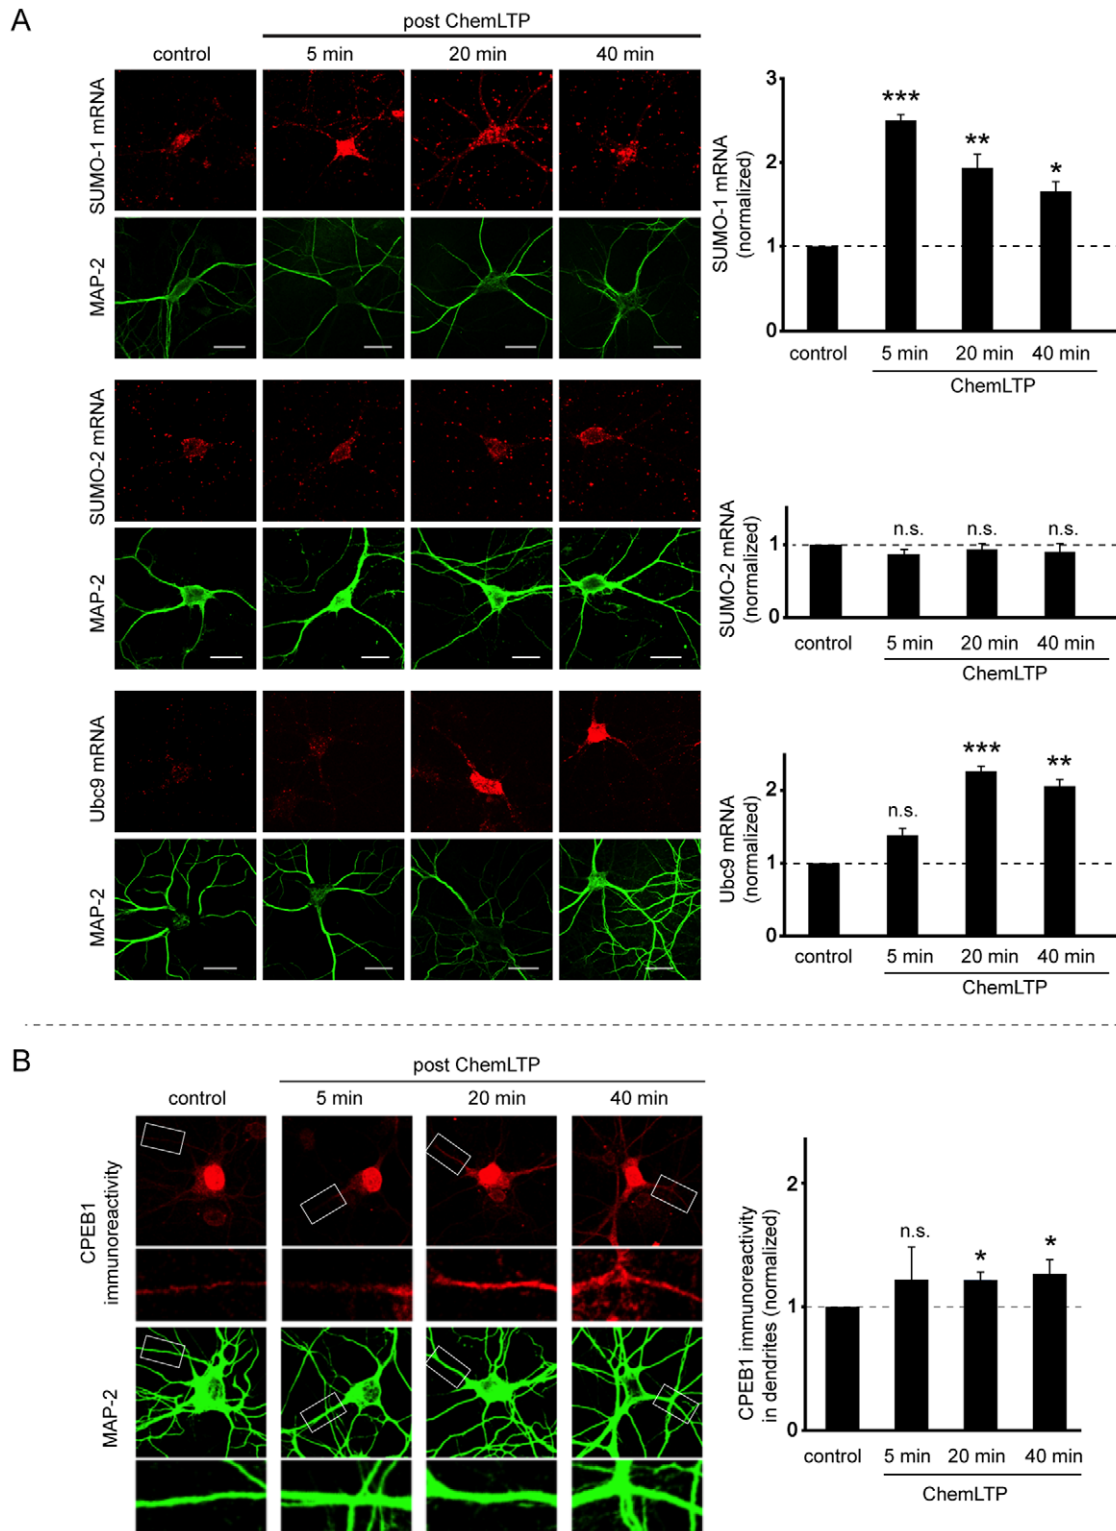 A
post ChemLTP
control 5 min 20 min 40 min
SUMO-1 mRNA
MAP-2
SUMO-1 mRNA
(normalized)
3
2
1
0
***
**
*
control 5 min 20 min 40 min
ChemLTP
SUMO-2 mRNA
MAP-2
SUMO-2 mRNA
(normalized)
1
0
n.s. n.s. n.s.
control 5 min 20 min 40 min
ChemLTP
Ubc9 mRNA
MAP-2
Ubc9 mRNA
(normalized)
2
1
0
n.s.
***
**
control 5 min 20 min 40 min
ChemLTP
B
post ChemLTP
control 5 min 20 min 40 min
CPEB1
immunoreactivity
MAP-2
CPEB1 immunoreactivity
in dendrites (normalized)
2
1
0
n.s. * *
control 5 min 20 min 40 min
ChemLTP